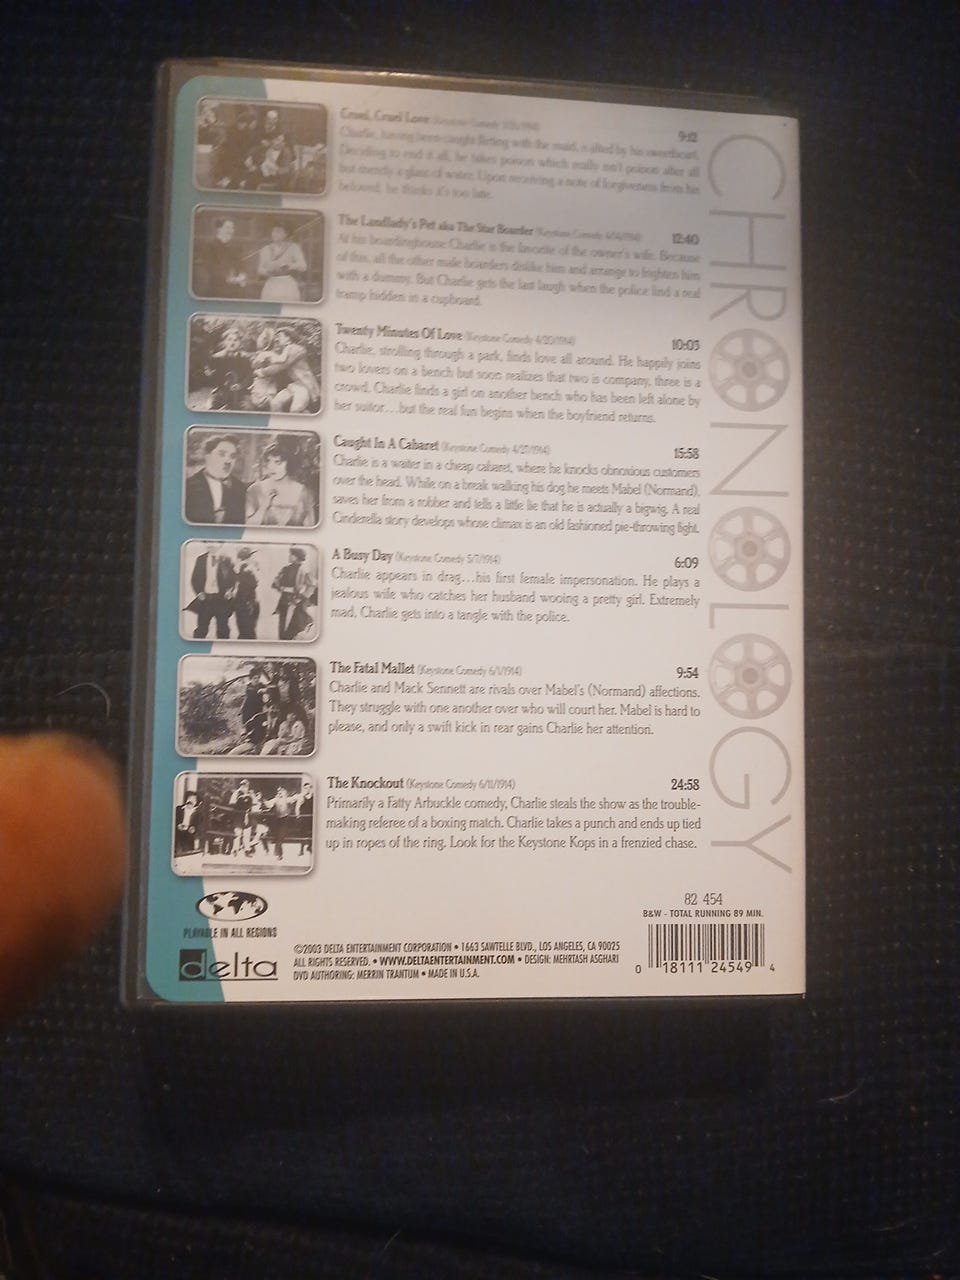 Cruel, Cruel Love (Keystone Comedy 3/26/1914) 9:12
Charlie, having been caught flirting with the maid, is jilted by his sweetheart.
Deciding to end it all, he takes poison which really isn't poison after all
but merely a glass of water. Upon receiving a note of forgiveness from his
beloved, he thinks it's too late.
The Landlady's Pet aka The Star Boarder (Keystone Comedy 4/04/1914) 12:40
At his boardinghouse Charlie is the favorite of the owner's wife. Because
of this, all the other male boarders dislike him and arrange to frighten him
with a dummy. But Charlie gets the last laugh when the police find a real
tramp hidden in a cupboard.
Twenty Minutes Of Love (Keystone Comedy 4/20/1914) 10:03
Charlie, strolling through a park, finds love all around. He happily joins
two lovers on a bench but soon realizes that two is company, three is a
crowd. Charlie finds a girl on another bench who has been left alone by
her suitor...but the real fun begins when the boyfriend returns.
Caught In A Cabaret (Keystone Comedy 4/27/1914) 15:58
Charlie is a waiter in a cheap cabaret, where he knocks obnoxious customers
over the head. While on a break walking his dog he meets Mabel (Normand),
saves her from a robber and tells a little lie that he is actually a bigwig. A real
Cinderella story develops whose climax is an old fashioned pie-throwing fight.
A Busy Day (Keystone Comedy 5/7/1914) 6:09
Charlie appears in drag...his first female impersonation. He plays a
jealous wife who catches her husband wooing a pretty girl. Extremely
mad, Charlie gets into a tangle with the police.
The Fatal Mallet (Keystone Comedy 6/1/1914) 9:54
Charlie and Mack Sennett are rivals over Mabel's (Normand) affections.
They struggle with one another over who will court her. Mabel is hard to
please, and only a swift kick in rear gains Charlie her attention.
The Knockout (Keystone Comedy 6/11/1914) 24:58
Primarily a Fatty Arbuckle comedy, Charlie steals the show as the trouble-
making referee of a boxing match. Charlie takes a punch and ends up tied
up in ropes of the ring. Look for the Keystone Kops in a frenzied chase.
CHRONOLOGY
PLAYABLE IN ALL REGIONS
delta
©2003 DELTA ENTERTAINMENT CORPORATION • 1663 SAWTELLE BLVD., LOS ANGELES, CA 90025
ALL RIGHTS RESERVED. • WWW.DELTAENTERTAINMENT.COM • DESIGN: MEHRTASH ASGHARI
DVD AUTHORING: MERRIN TRANTUM • MADE IN U.S.A.
82 454
B&W - TOTAL RUNNING 89 MIN.
0 18111 24549 4